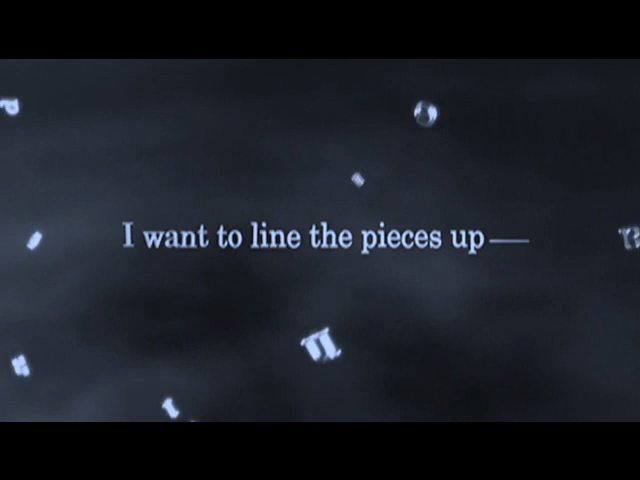 I want to line the pieces up—